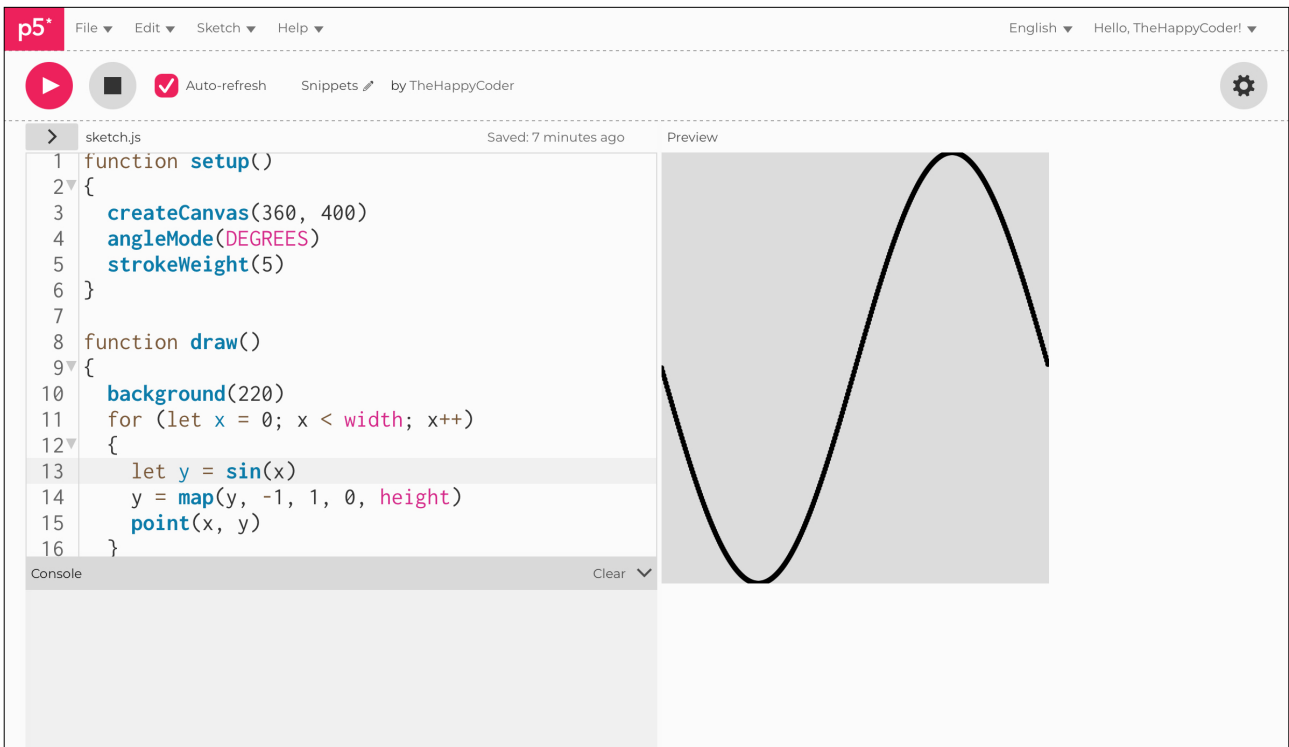 p5* File Edit Sketch Help English Hello, TheHappyCoder!
Auto-refresh Snippets by TheHappyCoder
sketch.js Saved: 7 minutes ago Preview
1 function setup()
2 {
3 createCanvas(360, 400)
4 angleMode(DEGREES)
5 strokeWeight(5)
6 }
7
8 function draw()
9 {
10 background(220)
11 for (let x = 0; x < width; x++)
12 {
13 let y = sin(x)
14 y = map(y, -1, 1, 0, height)
15 point(x, y)
16 }
Console Clear